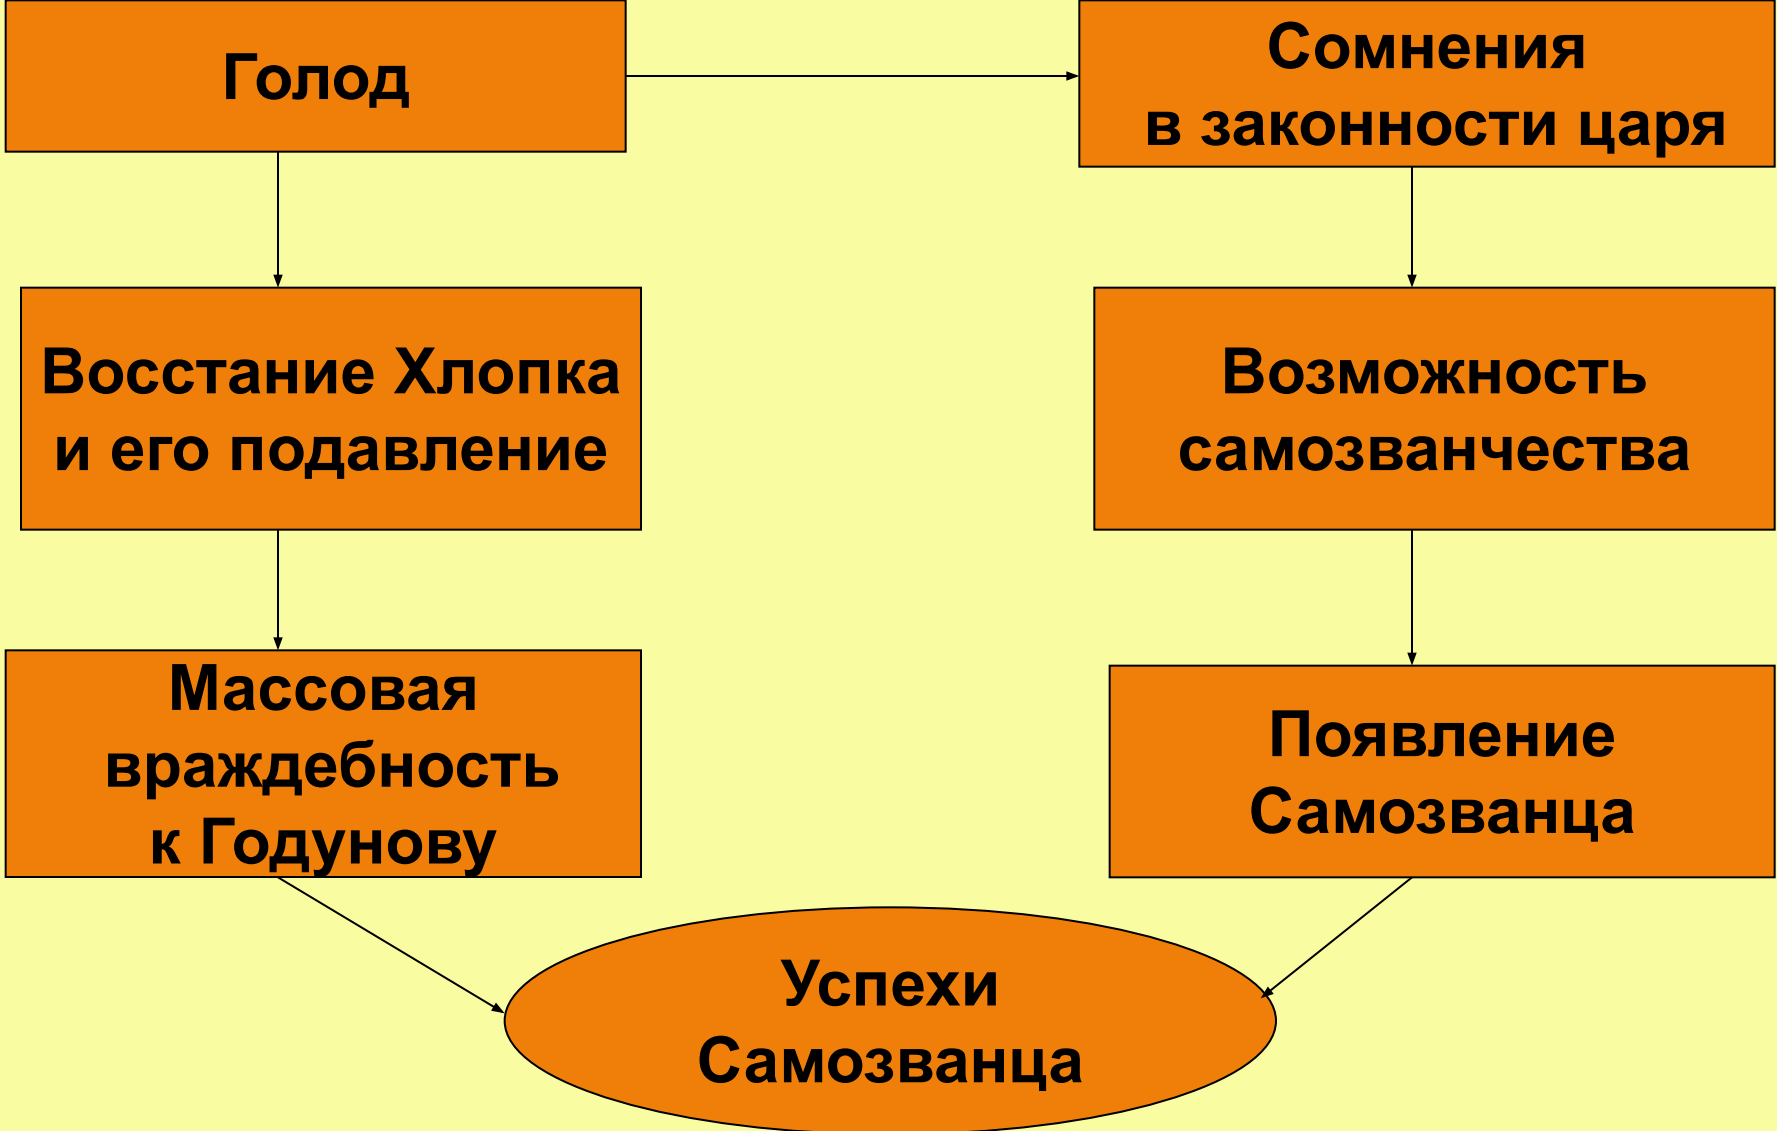 Голод
Сомнения
в законности царя
Восстание Хлопка
и его подавление
Возможность
самозванчества
Массовая
враждебность
к Годунову
Появление
Самозванца
Успехи
Самозванца